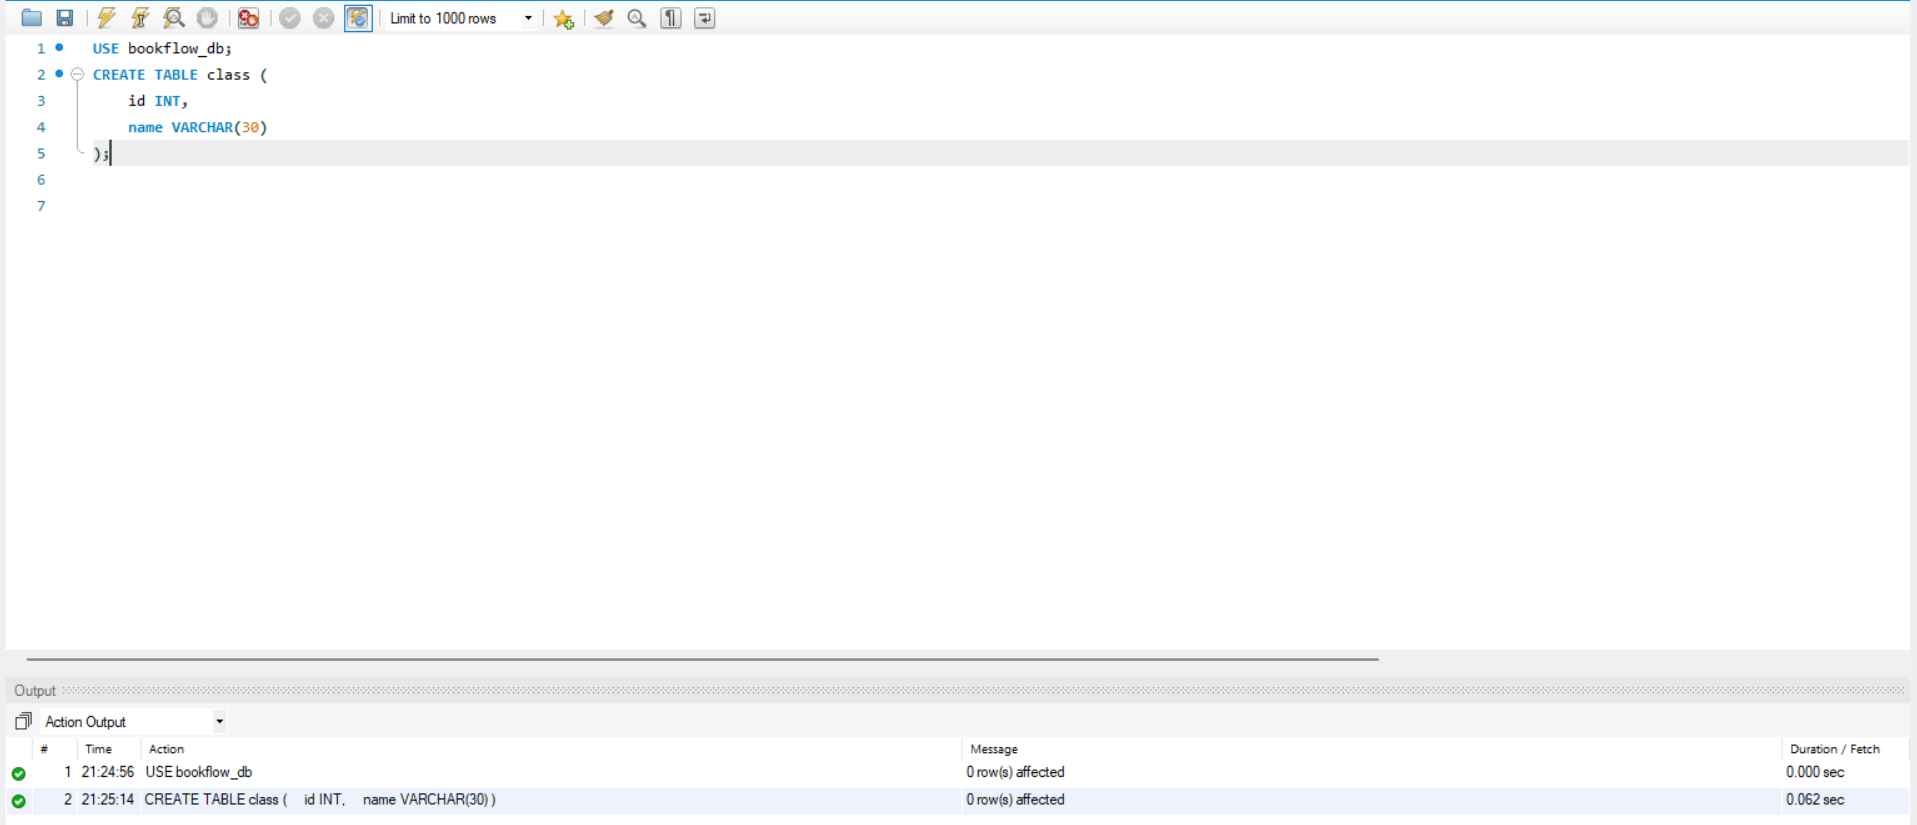 Limit to 1000 rows
1 USE bookflow_db;
2 CREATE TABLE class (
3 id INT,
4 name VARCHAR(30)
5 );
6
7
Output
Action Output
# Time Action Message Duration / Fetch
1 21:24:56 USE bookflow_db 0 row(s) affected 0.000 sec
2 21:25:14 CREATE TABLE class ( id INT, name VARCHAR(30) ) 0 row(s) affected 0.062 sec